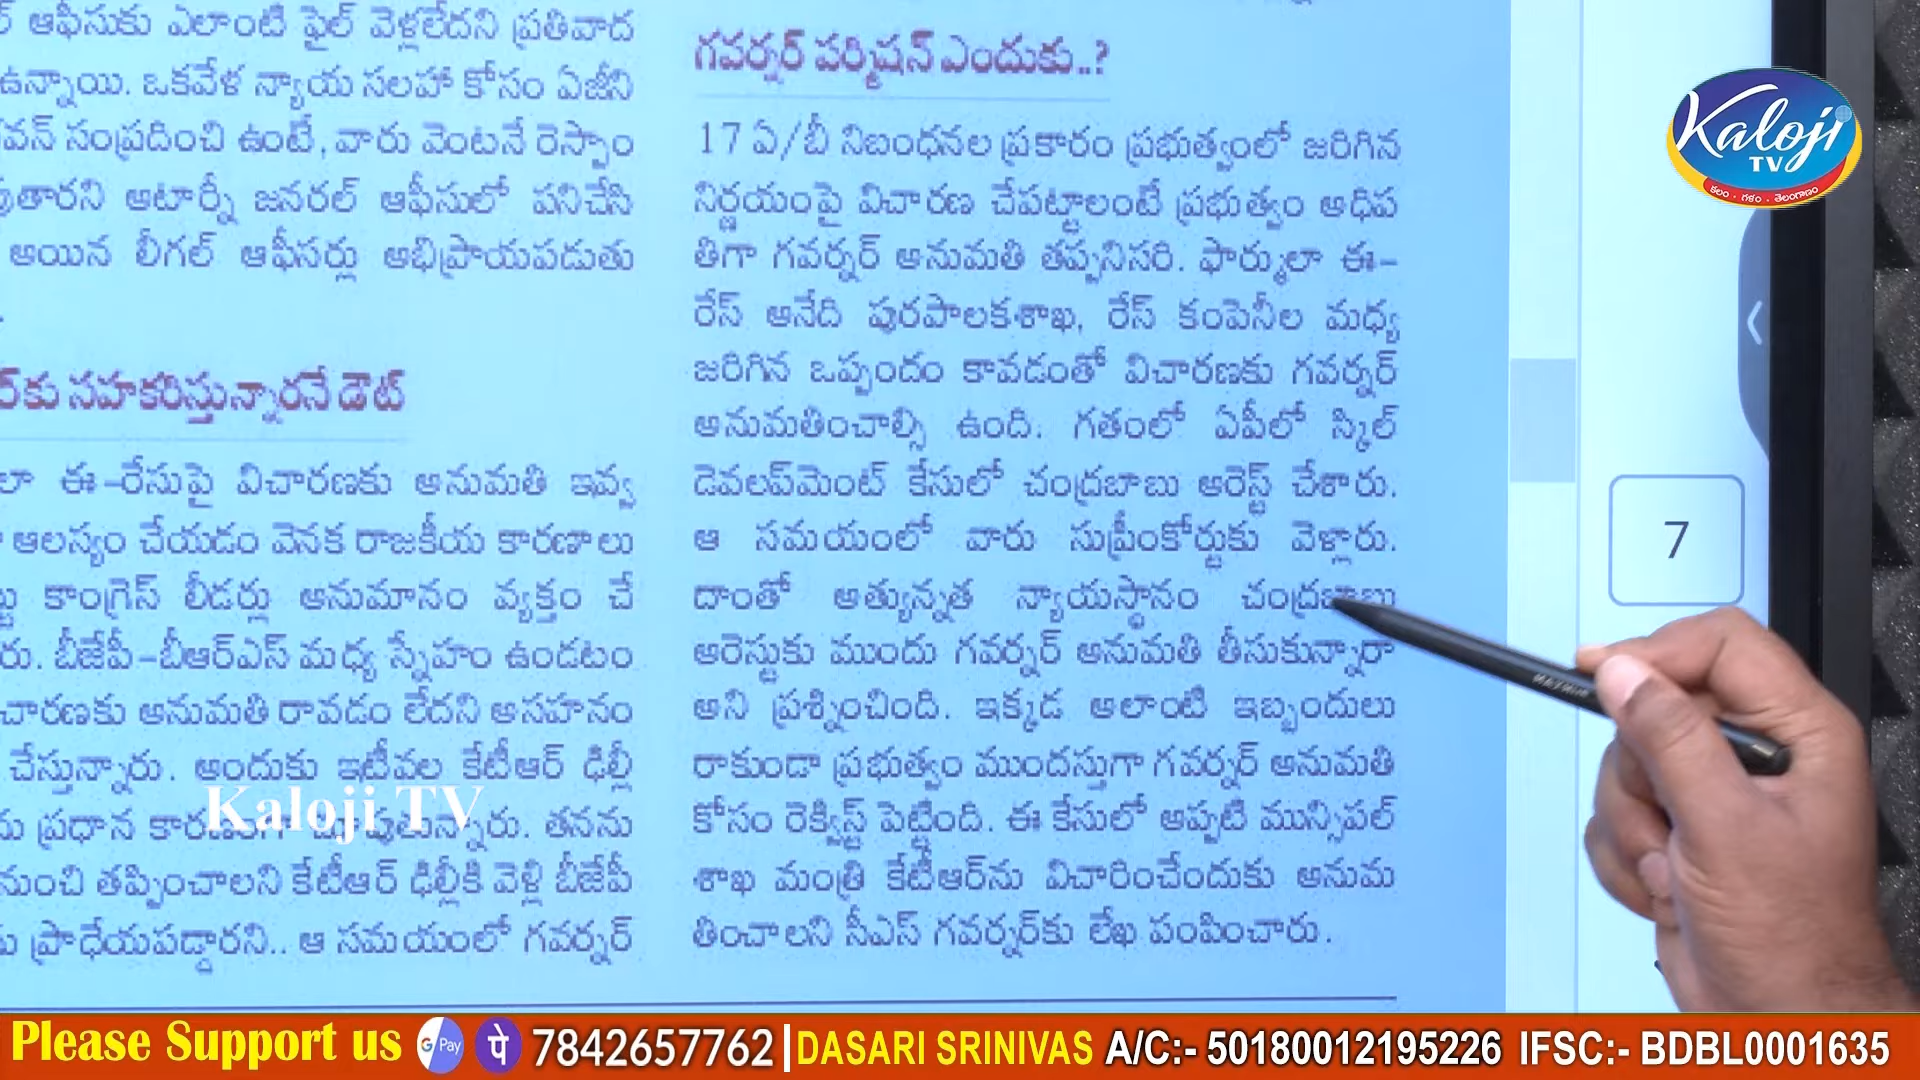 ఆఫీసుకు ఎలాంటి ఫైల్ వెళ్లలేదని ప్రతివాద
ఉన్నాయి. ఒకవేళ న్యాయ సలహా కోసం ఏజీని
సంప్రదించి ఉంటే, వారు వెంటనే రెస్పాం
ఆటార్నీ జనరల్ ఆఫీసులో పనిచేసి
అయిన లీగల్ ఆఫీసర్లు అభిప్రాయపడుతు
సహకరిస్తున్నారనే డౌట్
ఈ-రేసుపై విచారణకు అనుమతి ఇవ్వ
ఆలస్యం చేయడం వెనక రాజకీయ కారణాలు
కాంగ్రెస్ లీడర్లు అనుమానం వ్యక్తం చే
బీజేపీ-బీఆర్ఎస్ మధ్య స్నేహం ఉండటం
అనుమతి రావడం లేదని అసహనం
చేస్తున్నారు. అందుకు ఇటీవల కేటీఆర్ ఢిల్లీ
ప్రధాన తనను
నుంచి తప్పించాలని కేటీఆర్ ఢిల్లీకి వెళ్లి బీజేపీ
ప్రాధేయపడ్డారని.. ఆ సమయంలో గవర్నర్
గవర్నర్ పర్మిషన్ ఎందుకు..?
17 ఏ/బీ నిబంధనల ప్రకారం ప్రభుత్వంలో జరిగిన
నిర్ణయంపై విచారణ చేపట్టాలంటే ప్రభుత్వం అధిప
తిగా గవర్నర్ అనుమతి తప్పనిసరి. ఫార్ములా ఈ-
రేస్ అనేది పురపాలకశాఖ, రేస్ కంపెనీల మధ్య
జరిగిన ఒప్పందం కావడంతో విచారణకు గవర్నర్
అనుమతించాల్సి ఉంది. గతంలో ఏపీలో స్కిల్
డెవలప్‌మెంట్ కేసులో చంద్రబాబు అరెస్ట్ చేశారు.
ఆ సమయంలో వారు సుప్రీంకోర్టుకు వెళ్లారు.
దాంతో అత్యున్నత న్యాయస్థానం చంద్రబాబు
అరెస్టుకు ముందు గవర్నర్ అనుమతి తీసుకున్నారా
అని ప్రశ్నించింది. ఇక్కడ అలాంటి ఇబ్బందులు
రాకుండా ప్రభుత్వం ముందస్తుగా గవర్నర్ అనుమతి
కోసం రెక్విస్ట్ పెట్టింది. ఈ కేసులో అప్పటి మున్సిపల్
శాఖ మంత్రి కేటీఆర్‌ను విచారించేందుకు అనుమ
తించాలని సీఎస్ గవర్నర్‌కు లేఖ పంపించారు.
7
Kaloji TV
కలం - గళం - తెలంగాణం
Kaloji TV
Please Support us G Pay पे 7842657762 | DASARI SRINIVAS A/C:- 50180012195226 IFSC:- BDBL0001635